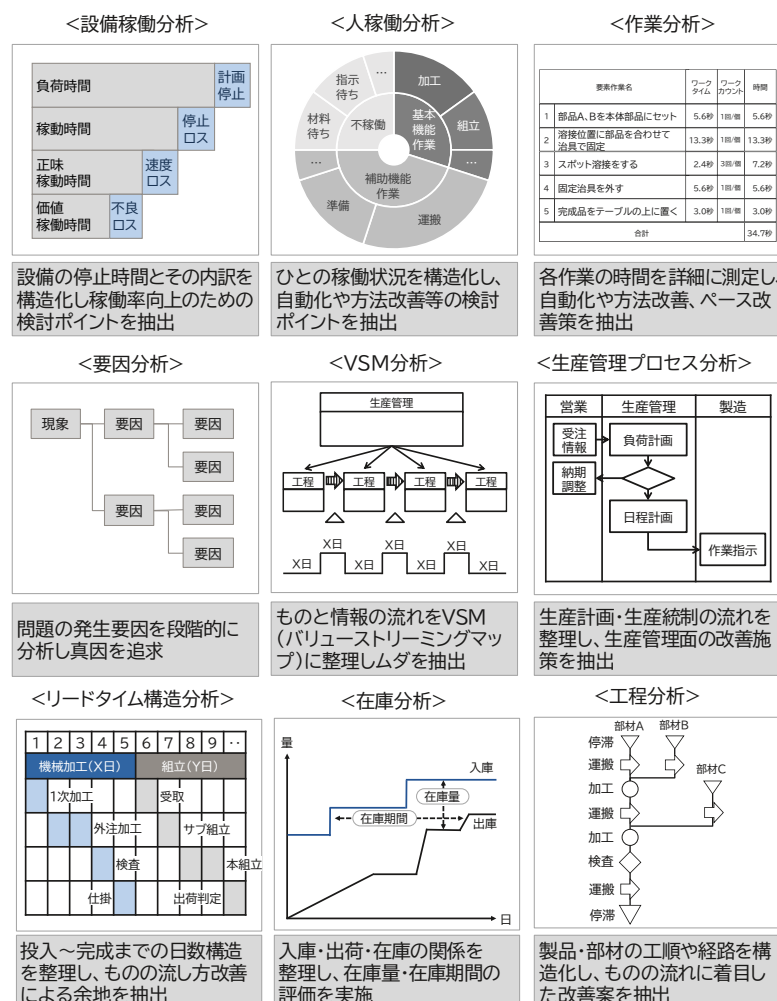 <設備稼働分析>
負荷時間
計画
停止
稼働時間
停止
ロス
正味
稼働時間
速度
ロス
価値
稼働時間
不良
ロス
設備の停止時間とその内訳を
構造化し稼働率向上のための
検討ポイントを抽出
<人稼働分析>
…
加工
指示
待ち
材料
待ち
不稼働
基本
機能
作業
組立
…
…
補助機能
作業
準備
運搬
ひとの稼働状況を構造化し、
自動化や方法改善等の検討
ポイントを抽出
<作業分析>
要素作業名 ワーク
タイム ワーク
カウント 時間
1 部品A、Bを本体部品にセット 5.6秒 1回/個 5.6秒
2 溶接位置に部品を合わせて
治具で固定 13.3秒 1回/個 13.3秒
3 スポット溶接をする 2.4秒 3回/個 7.2秒
4 固定治具を外す 5.6秒 1回/個 5.6秒
5 完成品をテーブルの上に置く 3.0秒 1回/個 3.0秒
合計 34.7秒
各作業の時間を詳細に測定し、
自動化や方法改善、ペース改
善策を抽出
<要因分析>
現象 要因 要因
要因
要因 要因
要因
問題の発生要因を段階的に
分析し真因を追求
<VSM分析>
生産管理
工程 工程 工程 工程
X日 X日 X日
X日 X日 X日 X日
ものと情報の流れをVSM
(バリューストリーミングマッ
プ)に整理しムダを抽出
<生産管理プロセス分析>
営業 生産管理 製造
受注
情報
負荷計画
納期
調整
日程計画
作業指示
生産計画・生産統制の流れを
整理し、生産管理面の改善施
策を抽出
<リードタイム構造分析>
1 2 3 4 5 6 7 8 9 ‥
機械加工(X日) 組立(Y日)
1次加工 受取
外注加工 サブ組立
検査 本組立
仕掛 出荷判定
投入～完成までの日数構造
を整理し、ものの流し方改善
による余地を抽出
<在庫分析>
量
入庫
在庫量
在庫期間
出庫
日
入庫・出荷・在庫の関係を
整理し、在庫量・在庫期間の
評価を実施
<工程分析>
部材A 部材B
停滞
運搬
部材C
加工
運搬
加工
検査
運搬
停滞
製品・部材の工順や経路を構
造化し、ものの流れに着目し
た改善案を抽出